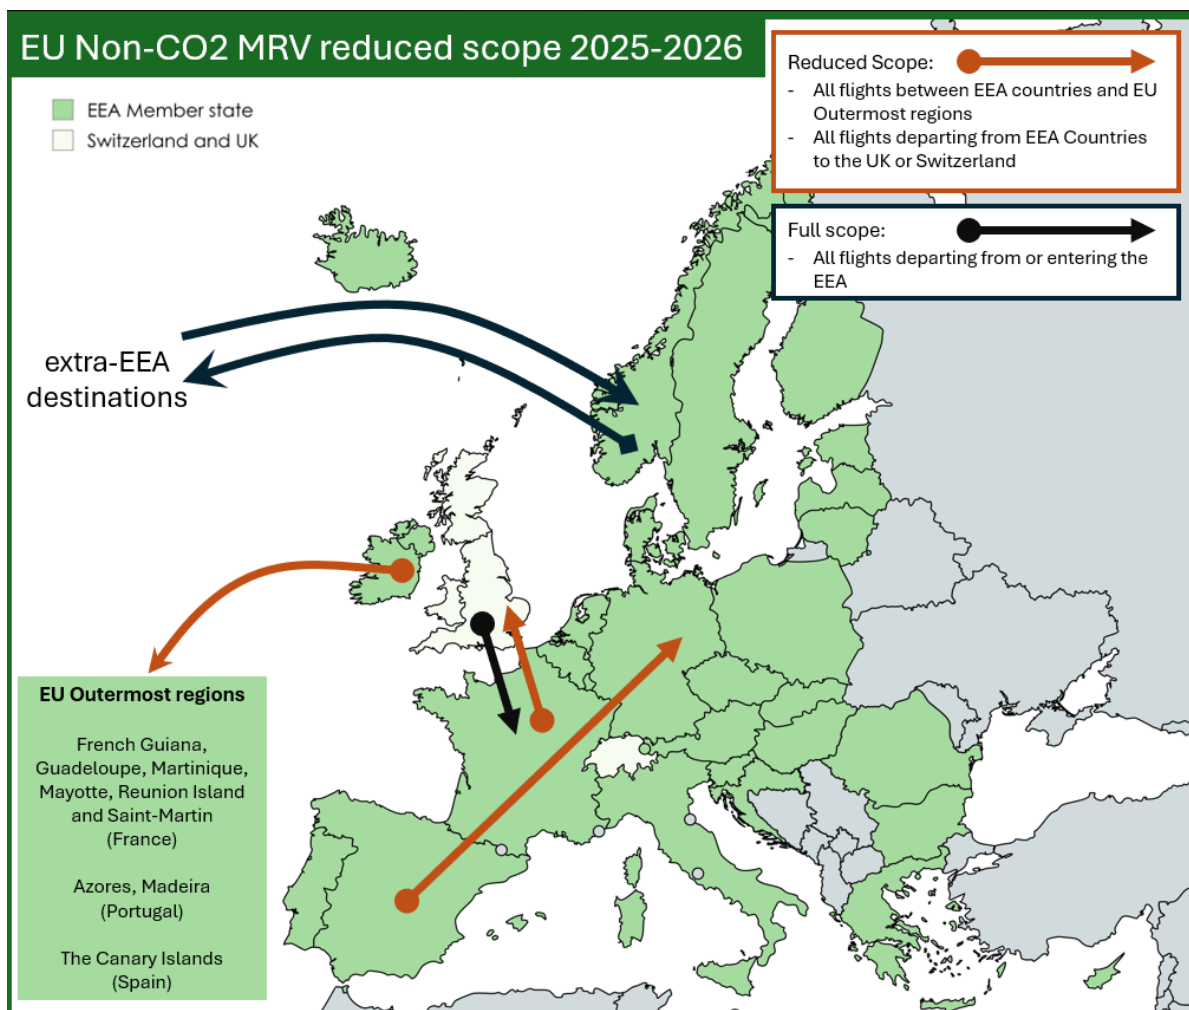 EU Non-CO2 MRV reduced scope 2025-2026
EEA Member state
Switzerland and UK
Reduced Scope:
- All flights between EEA countries and EU
Outermost regions
- All flights departing from EEA Countries
to the UK or Switzerland
Full scope:
- All flights departing from or entering the
EEA
extra-EEA
destinations
EU Outermost regions
French Guiana,
Guadeloupe, Martinique,
Mayotte, Reunion Island
and Saint-Martin
(France)
Azores, Madeira
(Portugal)
The Canary Islands
(Spain)